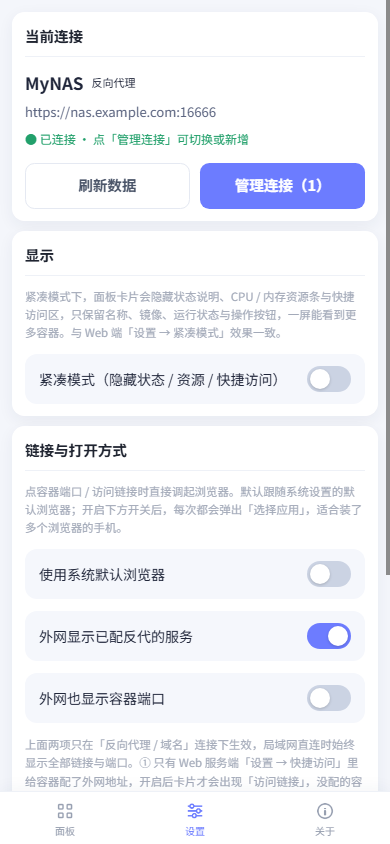 当前连接
MyNAS 反向代理
https://nas.example.com:16666
已连接 · 点「管理连接」可切换或新增
刷新数据 管理连接（1）
显示
紧凑模式下，面板卡片会隐藏状态说明、CPU / 内存资源条与快捷
访问区，只保留名称、镜像、运行状态与操作按钮，一屏能看到更
多容器。与 Web 端「设置 → 紧凑模式」效果一致。
紧凑模式（隐藏状态 / 资源 / 快捷访问）
链接与打开方式
点容器端口 / 访问链接时直接调起浏览器。默认跟随系统设置的默
认浏览器；开启下方开关后，每次都会弹出「选择应用」，适合装了
多个浏览器的手机。
使用系统默认浏览器
外网显示已配反代的服务
外网也显示容器端口
上面两项只在「反向代理 / 域名」连接下生效，局域网直连时始终
显示全部链接与端口。① 只有 Web 服务端「设置 → 快捷访问」里
给容器配了外网地址，开启后卡片才会出现「访问链接」，没配的容
面板 设置 关于